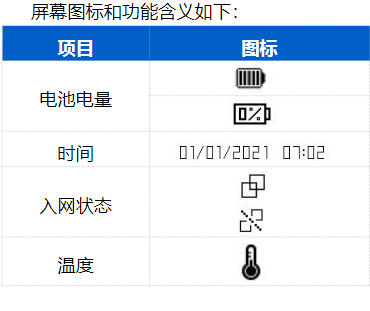 屏幕图标和功能含义如下：
项目 图标
电池电量
0%
时间 01/01/2021 07:02
入网状态
温度